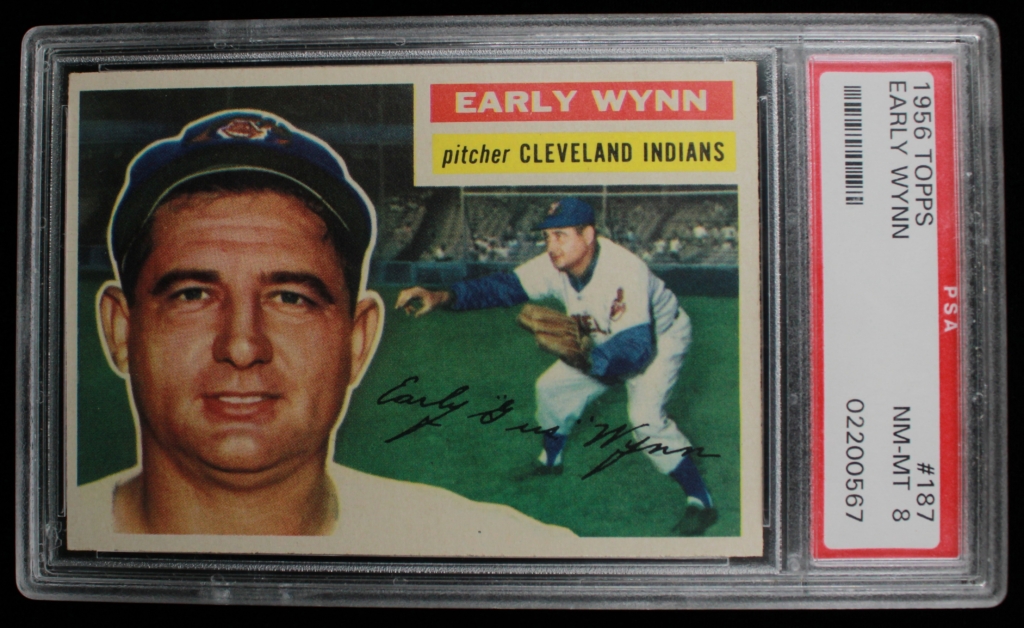 EARLY WYNN
pitcher CLEVELAND INDIANS
Early "Gus" Wynn
PSA
1956 TOPPS #187
EARLY WYNN NM-MT 8
02200567